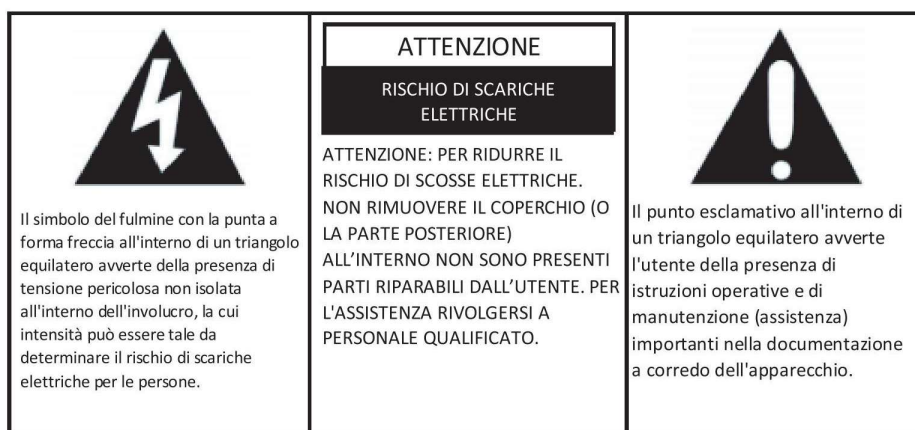 Il simbolo del fulmine con la punta a
forma freccia all'interno di un triangolo
equilatero avverte della presenza di
tensione pericolosa non isolata
all'interno dell'involucro, la cui
intensità può essere tale da
determinare il rischio di scariche
elettriche per le persone.
ATTENZIONE
RISCHIO DI SCARICHE
ELETTRICHE
ATTENZIONE: PER RIDURRE IL
RISCHIO DI SCOSSE ELETTRICHE.
NON RIMUOVERE IL COPERCHIO (O
LA PARTE POSTERIORE)
ALL’INTERNO NON SONO PRESENTI
PARTI RIPARABILI DALL’UTENTE. PER
L'ASSISTENZA RIVOLGERSI A
PERSONALE QUALIFICATO.
Il punto esclamativo all'interno di
un triangolo equilatero avverte
l'utente della presenza di
istruzioni operative e di
manutenzione (assistenza)
importanti nella documentazione
a corredo dell'apparecchio.